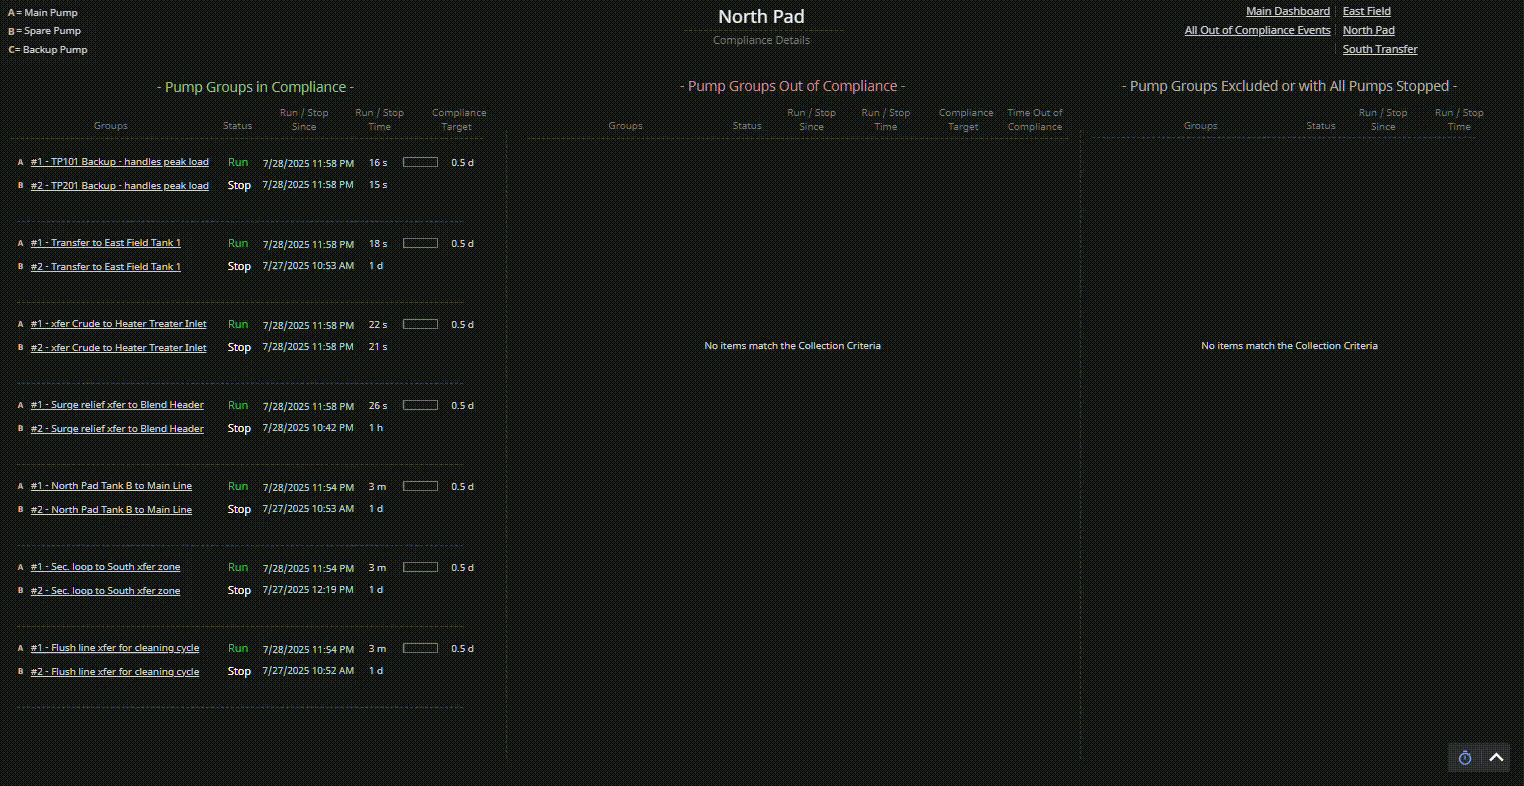 A = Main Pump
B = Spare Pump
C= Backup Pump
North Pad
Compliance Details
Main Dashboard East Field
All Out of Compliance Events North Pad
South Transfer
- Pump Groups in Compliance -
Groups Status Run / Stop Since Run / Stop Time Compliance Target
A #1 - TP101 Backup - handles peak load Run 7/28/2025 11:58 PM 16 s 0.5 d
B #2 - TP201 Backup - handles peak load Stop 7/28/2025 11:58 PM 15 s
A #1 - Transfer to East Field Tank 1 Run 7/28/2025 11:58 PM 18 s 0.5 d
B #2 - Transfer to East Field Tank 1 Stop 7/27/2025 10:53 AM 1 d
A #1 - xfer Crude to Heater Treater Inlet Run 7/28/2025 11:58 PM 22 s 0.5 d
B #2 - xfer Crude to Heater Treater Inlet Stop 7/28/2025 11:58 PM 21 s
A #1 - Surge relief xfer to Blend Header Run 7/28/2025 11:58 PM 26 s 0.5 d
B #2 - Surge relief xfer to Blend Header Stop 7/28/2025 10:42 PM 1 h
A #1 - North Pad Tank B to Main Line Run 7/28/2025 11:54 PM 3 m 0.5 d
B #2 - North Pad Tank B to Main Line Stop 7/27/2025 10:53 AM 1 d
A #1 - Sec. loop to South xfer zone Run 7/28/2025 11:54 PM 3 m 0.5 d
B #2 - Sec. loop to South xfer zone Stop 7/27/2025 12:19 PM 1 d
A #1 - Flush line xfer for cleaning cycle Run 7/28/2025 11:54 PM 3 m 0.5 d
B #2 - Flush line xfer for cleaning cycle Stop 7/27/2025 10:52 AM 1 d
- Pump Groups Out of Compliance -
Groups Status Run / Stop Since Run / Stop Time Compliance Target Time Out of Compliance
No items match the Collection Criteria
- Pump Groups Excluded or with All Pumps Stopped -
Groups Status Run / Stop Since Run / Stop Time
No items match the Collection Criteria